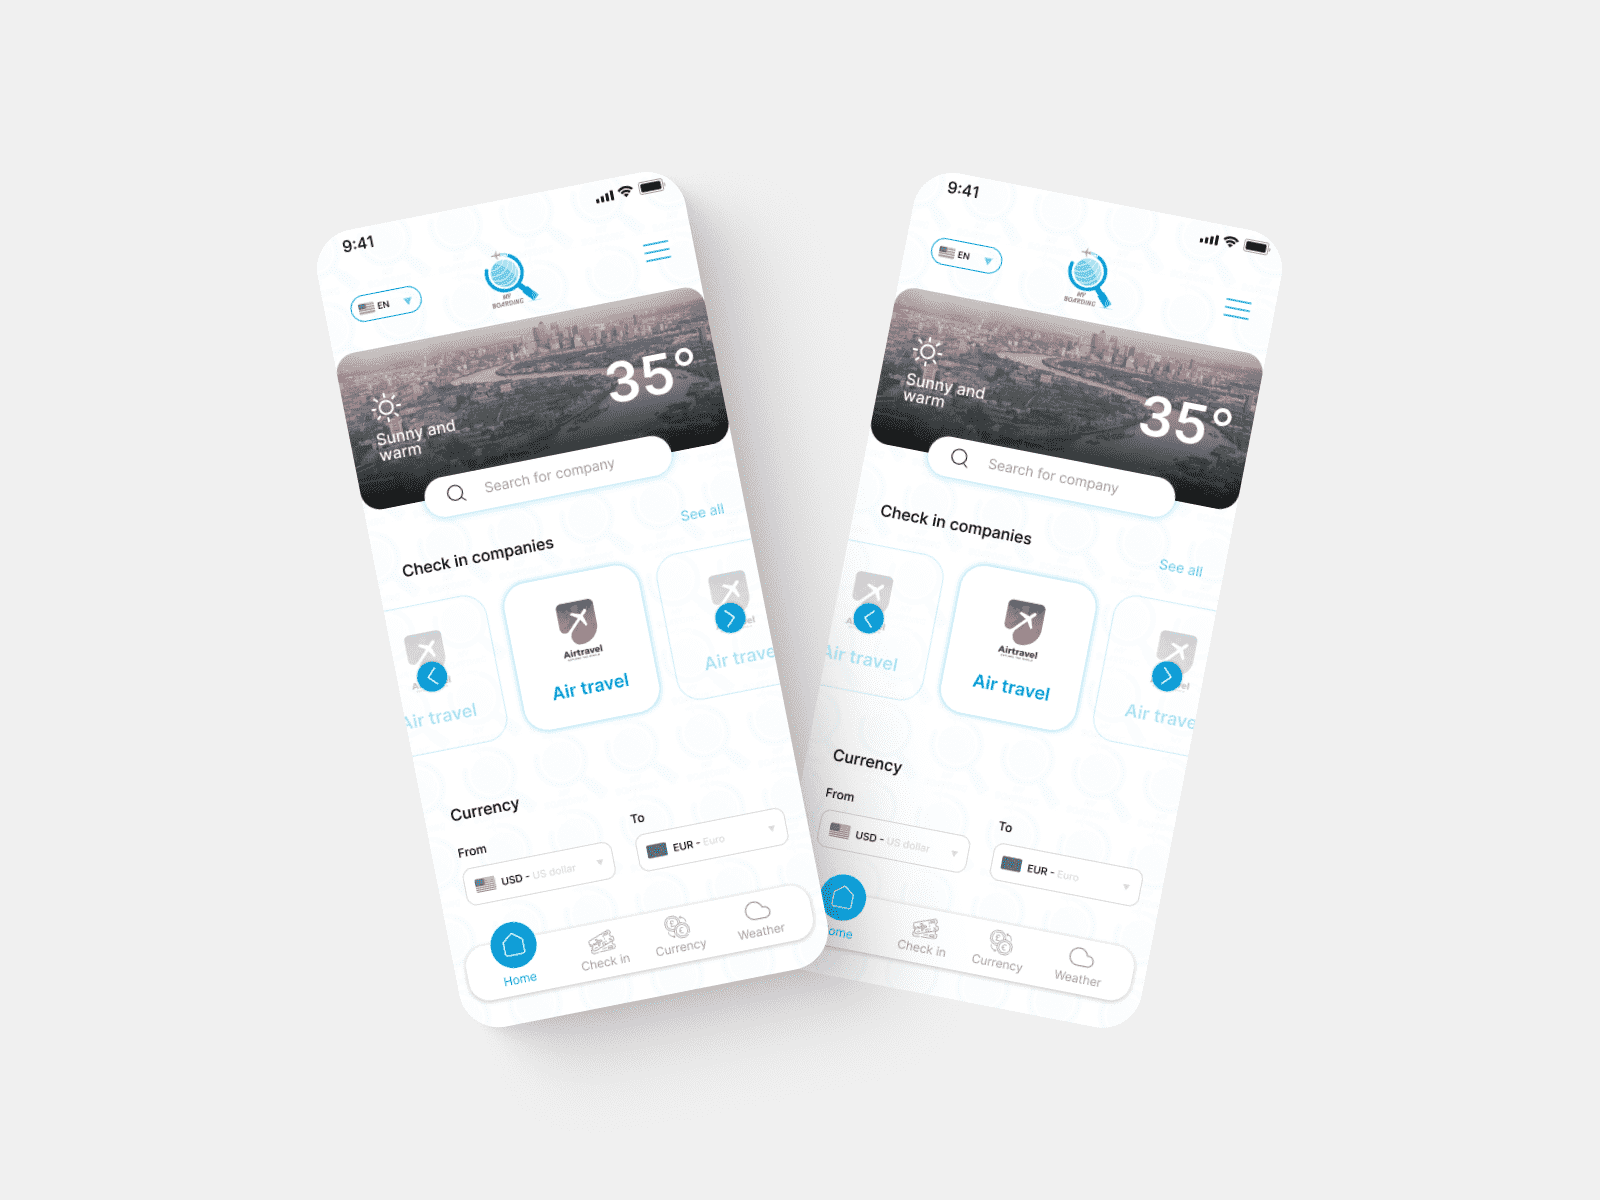 9:41
EN
MY
BOARDING
35°
Sunny and
warm
Search for company
Check in companies
See all
Airtravel
Air travel
Air travel
Air trave
Currency
From
To
USD - US dollar
EUR - Euro
Home
Check in
Currency
Weather
9:41
EN
MY
BOARDING
35°
Sunny and
warm
Search for company
Check in companies
See all
Airtravel
Air travel
Air travel
Air trave
Currency
From
To
USD - US dollar
EUR - Euro
ome
Check in
Currency
Weather